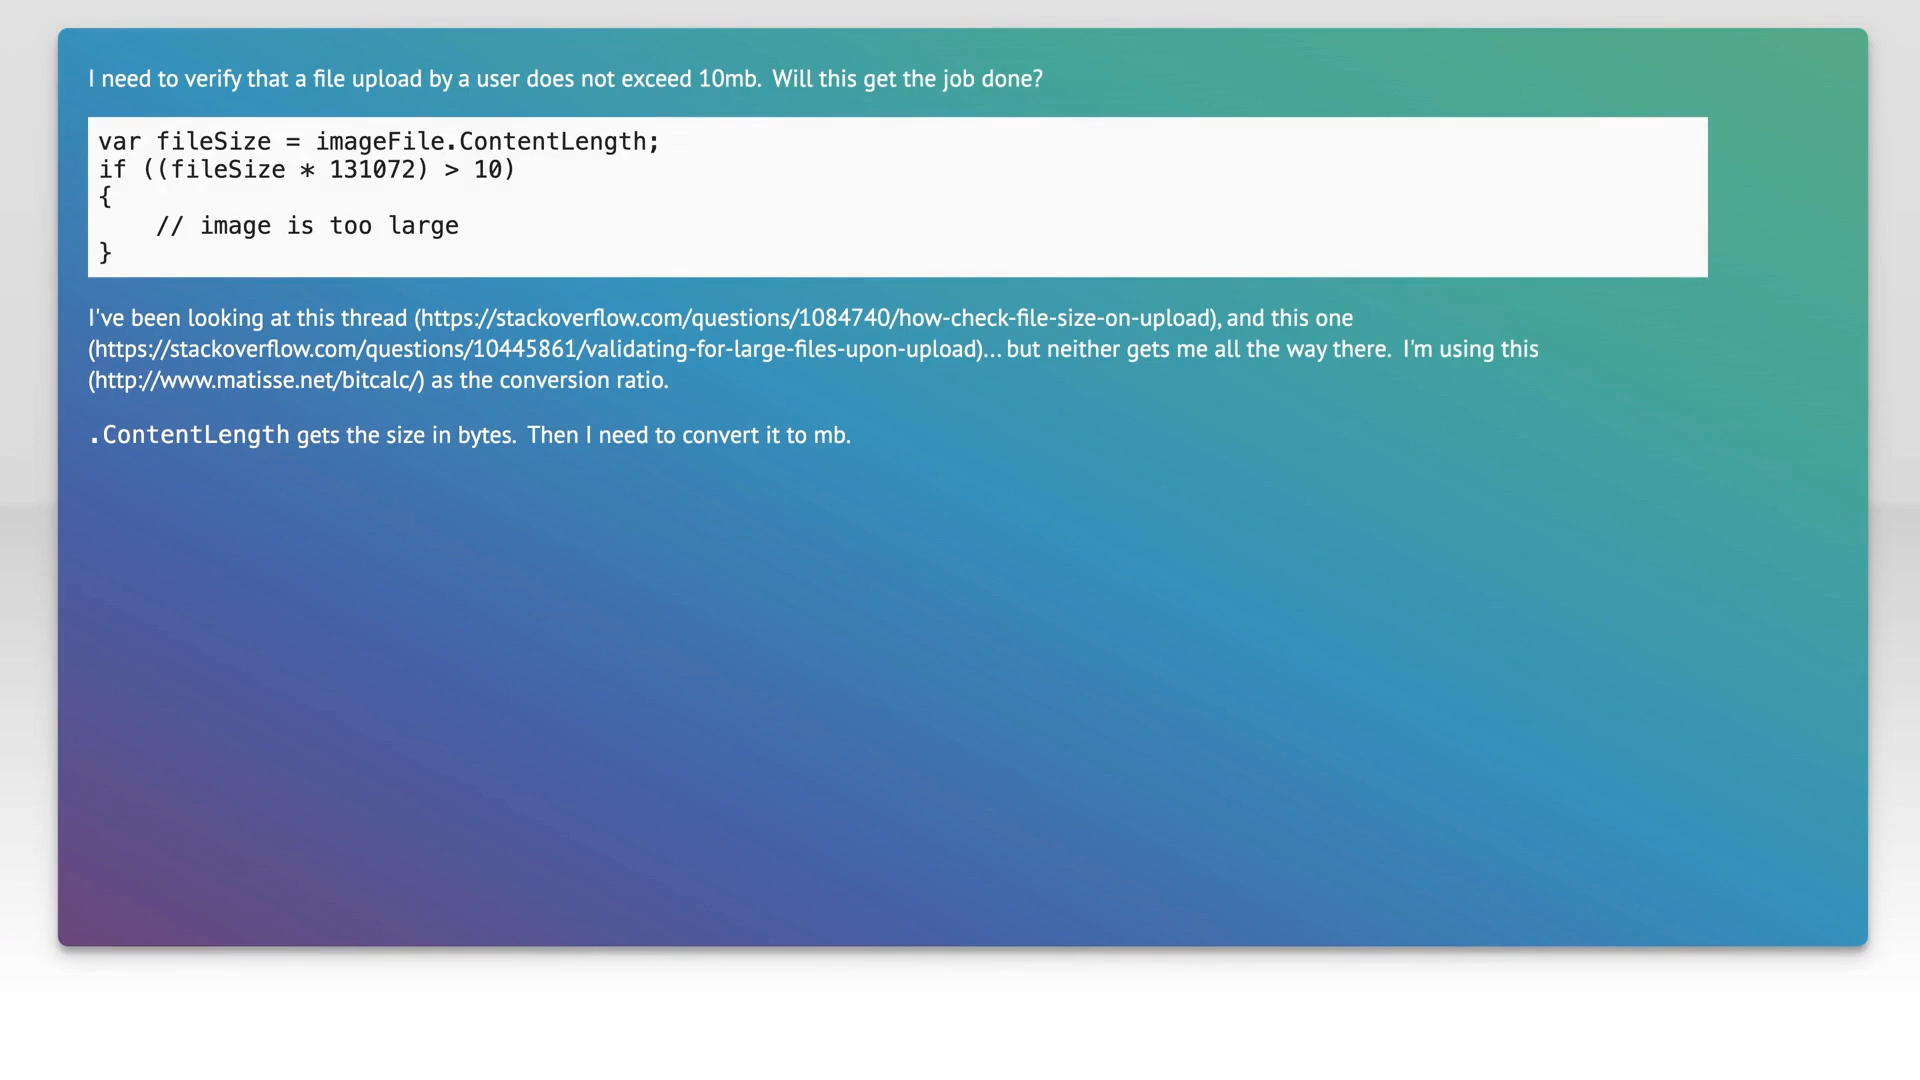 I need to verify that a file upload by a user does not exceed 10mb.  Will this get the job done?
var fileSize = imageFile.ContentLength;
if ((fileSize * 131072) > 10)
{
    // image is too large
}
I've been looking at this thread (https://stackoverflow.com/questions/1084740/how-check-file-size-on-upload), and this one
(https://stackoverflow.com/questions/10445861/validating-for-large-files-upon-upload)... but neither gets me all the way there.  I'm using this
(http://www.matisse.net/bitcalc/) as the conversion ratio.
.ContentLength gets the size in bytes.  Then I need to convert it to mb.